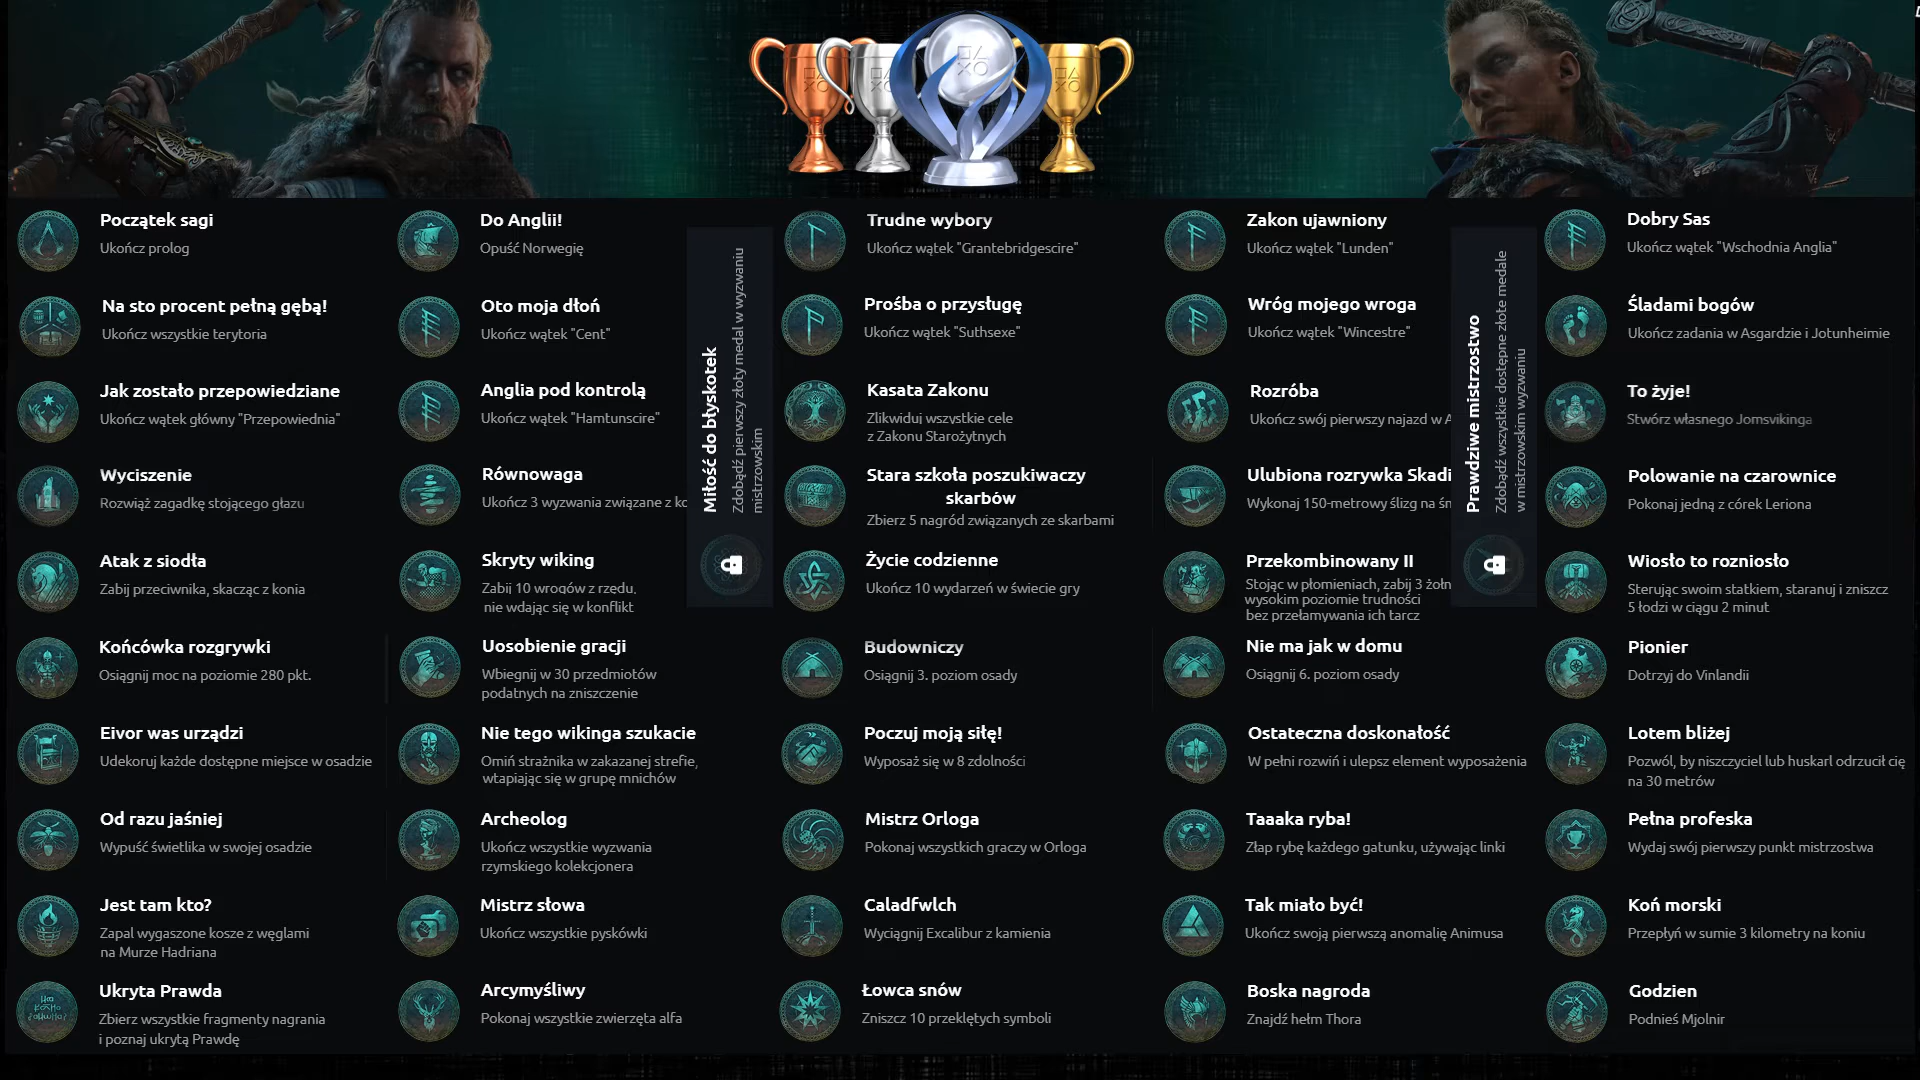 Początek sagi
Ukończ prolog
Na sto procent pełną gębą!
Ukończ wszystkie terytoria
Jak zostało przepowiedziane
Ukończ wątek główny "Przepowiednia"
Wyciszenie
Rozwiąż zagadkę stojącego głazu
Atak z siodła
Zabij przeciwnika, skacząc z konia
Końcówka rozgrywki
Osiągnij moc na poziomie 280 pkt.
Eivor was urządzi
Udekoruj każde dostępne miejsce w osadzie
Od razu jaśniej
Wypuść świetlika w swojej osadzie
Jest tam kto?
Zapal wygaszone kosze z węglami
na Murze Hadriana
Ukryta Prawda
Zbierz wszystkie fragmenty nagrania
i poznaj ukrytą Prawdę
Do Anglii!
Opuść Norwegię
Oto moja dłoń
Ukończ wątek "Cent"
Anglia pod kontrolą
Ukończ wątek "Hamtunscire"
Równowaga
Ukończ 3 wyzwania związane z
Skryty wiking
Zabij 10 wrogów z rzędu,
nie wdając się w konflikt
Uosobienie gracji
Wbiegnij w 30 przedmiotów
podatnych na zniszczenie
Nie tego wikinga szukacie
Omiń strażnika w zakazanej strefie,
wtapiając się w grupę mnichów
Archeolog
Ukończ wszystkie wyzwania
rzymskiego kolekcjonera
Mistrz słowa
Ukończ wszystkie pyskówki
Arcymyśliwy
Pokonaj wszystkie zwierzęta alfa
Miłość do błyskotek
Zdobądź pierwszy złoty medal w wyzwaniu
mistrzowskim
Trudne wybory
Ukończ wątek "Grantebridgescire"
Prośba o przysługę
Ukończ wątek "Suthsexe"
Kasata Zakonu
Zlikwiduj wszystkie cele
z Zakonu Starożytnych
Stara szkoła poszukiwaczy
skarbów
Zbierz 5 nagród związanych ze skarbami
Życie codzienne
Ukończ 10 wydarzeń w świecie gry
Budowniczy
Osiągnij 3. poziom osady
Poczuj moją siłę!
Wyposaż się w 8 zdolności
Mistrz Orloga
Pokonaj wszystkich graczy w Orloga
Caladfwlch
Wyciągnij Excalibur z kamienia
Łowca snów
Zniszcz 10 przeklętych symboli
Zakon ujawniony
Ukończ wątek "Lunden"
Wróg mojego wroga
Ukończ wątek "Wincestre"
Rozróba
Ukończ swój pierwszy najazd w
Ulubiona rozrywka Skadi
Wykonaj 150-metrowy ślizg na
Przekombinowany II
Stojąc w płomieniach, zabij 3
wysokim poziomie trudności
bez przełamywania ich tarcz
Nie ma jak w domu
Osiągnij 6. poziom osady
Ostateczna doskonałość
W pełni rozwiń i ulepsz element wyposażenia
Taaaka ryba!
Złap rybę każdego gatunku, używając linki
Tak miało być!
Ukończ swoją pierwszą anomalię Animusa
Boska nagroda
Znajdź hełm Thora
Prawdziwe mistrzostwo
Zdobądź wszystkie dostępne złote medale
w mistrzowskim wyzwaniu
Dobry Sas
Ukończ wątek "Wschodnia Anglia"
Śladami bogów
Ukończ zadania w Asgardzie i Jotunheimie
To żyje!
Stwórz własnego Jomsvikinga
Polowanie na czarownice
Pokonaj jedną z córek Leriona
Wiosło to rozniosło
Sterując swoim statkiem, staranuj i zniszcz
5 łodzi w ciągu 2 minut
Pionier
Dotrzyj do Vinlandii
Lotem bliżej
Pozwól, by niszczyciel lub huskarl odrzucił cię
na 30 metrów
Pełna profeska
Wydaj swój pierwszy punkt mistrzostwa
Koń morski
Przepłyń w sumie 3 kilometry na koniu
Godzien
Podnieś Mjolnir